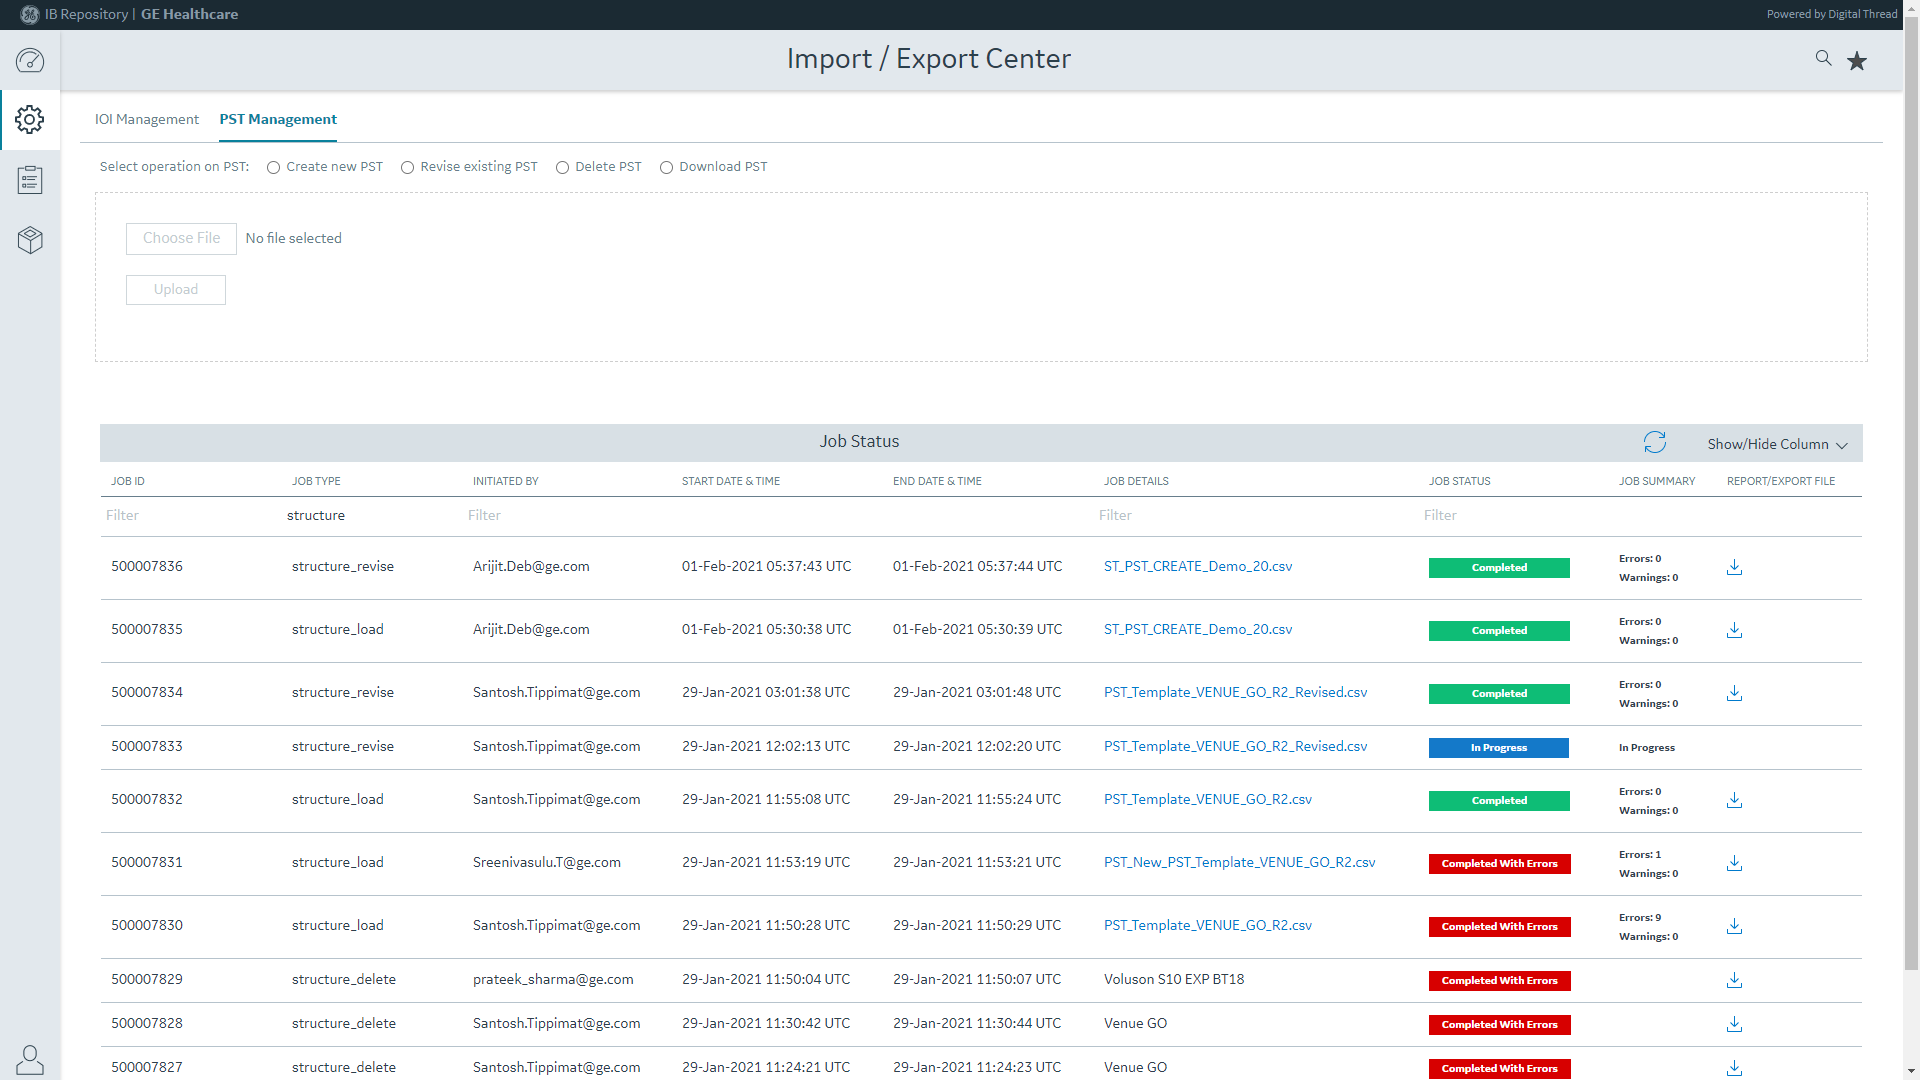 IB Repository | GE Healthcare
Powered by Digital Thread
Import / Export Center
IOI Management PST Management
Select operation on PST: Create new PST Revise existing PST Delete PST Download PST
Choose File No file selected
Upload
Job Status Show/Hide Column
JOB ID JOB TYPE INITIATED BY START DATE & TIME END DATE & TIME JOB DETAILS JOB STATUS JOB SUMMARY REPORT/EXPORT FILE
Filter structure Filter Filter Filter
500007836 structure_revise Arijit.Deb@ge.com 01-Feb-2021 05:37:43 UTC 01-Feb-2021 05:37:44 UTC ST_PST_CREATE_Demo_20.csv Completed Errors: 0
Warnings: 0
500007835 structure_load Arijit.Deb@ge.com 01-Feb-2021 05:30:38 UTC 01-Feb-2021 05:30:39 UTC ST_PST_CREATE_Demo_20.csv Completed Errors: 0
Warnings: 0
500007834 structure_revise Santosh.Tippimat@ge.com 29-Jan-2021 03:01:38 UTC 29-Jan-2021 03:01:48 UTC PST_Template_VENUE_GO_R2_Revised.csv Completed Errors: 0
Warnings: 0
500007833 structure_revise Santosh.Tippimat@ge.com 29-Jan-2021 12:02:13 UTC 29-Jan-2021 12:02:20 UTC PST_Template_VENUE_GO_R2_Revised.csv In Progress In Progress
500007832 structure_load Santosh.Tippimat@ge.com 29-Jan-2021 11:55:08 UTC 29-Jan-2021 11:55:24 UTC PST_Template_VENUE_GO_R2.csv Completed Errors: 0
Warnings: 0
500007831 structure_load Sreenivasulu.T@ge.com 29-Jan-2021 11:53:19 UTC 29-Jan-2021 11:53:21 UTC PST_New_PST_Template_VENUE_GO_R2.csv Completed With Errors Errors: 1
Warnings: 0
500007830 structure_load Santosh.Tippimat@ge.com 29-Jan-2021 11:50:28 UTC 29-Jan-2021 11:50:29 UTC PST_Template_VENUE_GO_R2.csv Completed With Errors Errors: 9
Warnings: 0
500007829 structure_delete prateek_sharma@ge.com 29-Jan-2021 11:50:04 UTC 29-Jan-2021 11:50:07 UTC Voluson S10 EXP BT18 Completed With Errors
500007828 structure_delete Santosh.Tippimat@ge.com 29-Jan-2021 11:30:42 UTC 29-Jan-2021 11:30:44 UTC Venue GO Completed With Errors
500007827 structure_delete Santosh.Tippimat@ge.com 29-Jan-2021 11:24:21 UTC 29-Jan-2021 11:24:23 UTC Venue GO Completed With Errors